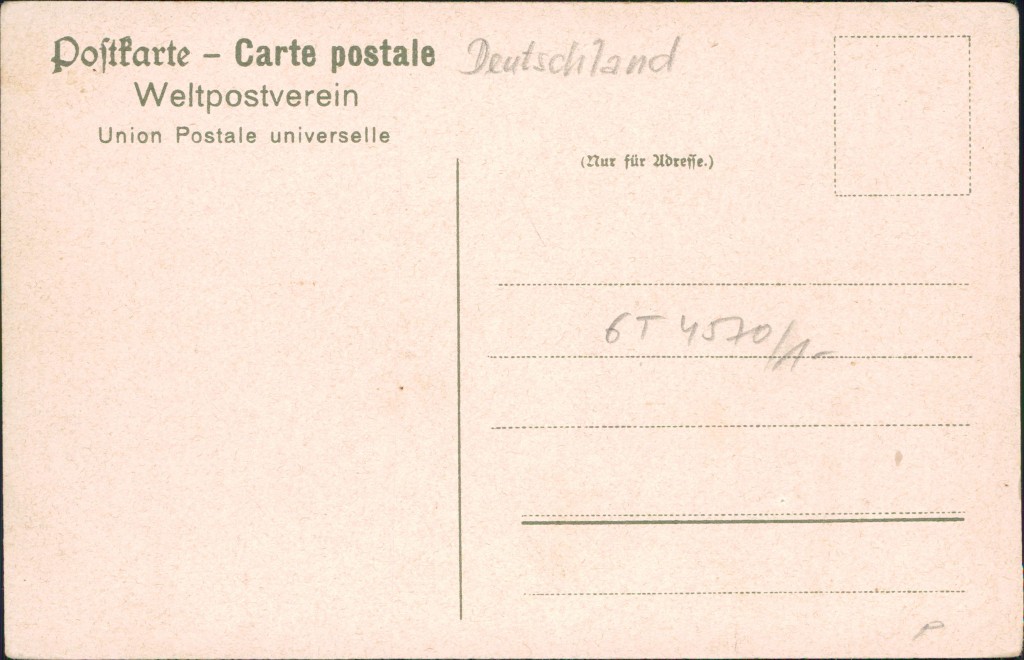 Postkarte – Carte postale
Deutschland
Weltpostverein
Union Postale universelle
(Nur für Adresse.)
6T 4570/1-
P